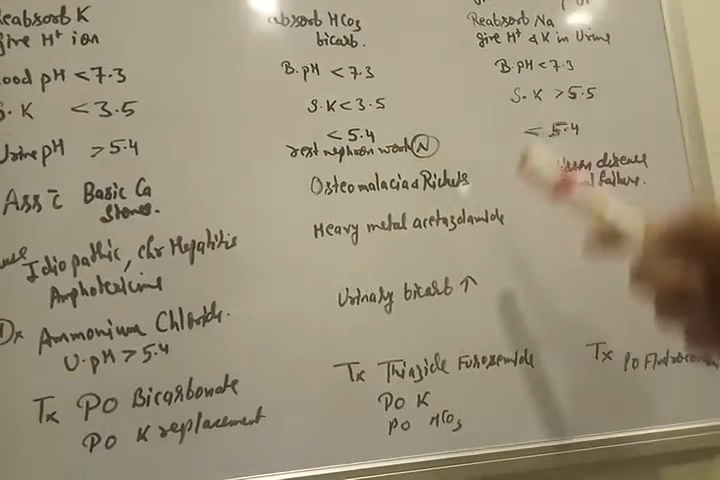 Reabsorb K
give H+ ion
Blood pH <7.3
S. K <3.5
Urine pH >5.4
Ass c̄ Basic Ca
Stones.
Idiopathic, chr Hepatitis
Amphotericine
Dx Ammonium Chloride.
U.pH >5.4
Tx PO Bicarbonate
PO K replacement
absorb HCO3
bicarb.
B.pH <7.3
S.K <3.5
<5.4
rest nephron work N
Osteomalacia & Rickets
Heavy metal acetazolamide
Urinary bicarb ↑
Tx Thiazide Furosemide
PO K
PO HCO3
Reabsorb Na
give H+ & K in Urine
B.pH <7.3
S.K >5.5
< 5.4
disease
failure.
Tx PO Fludroco